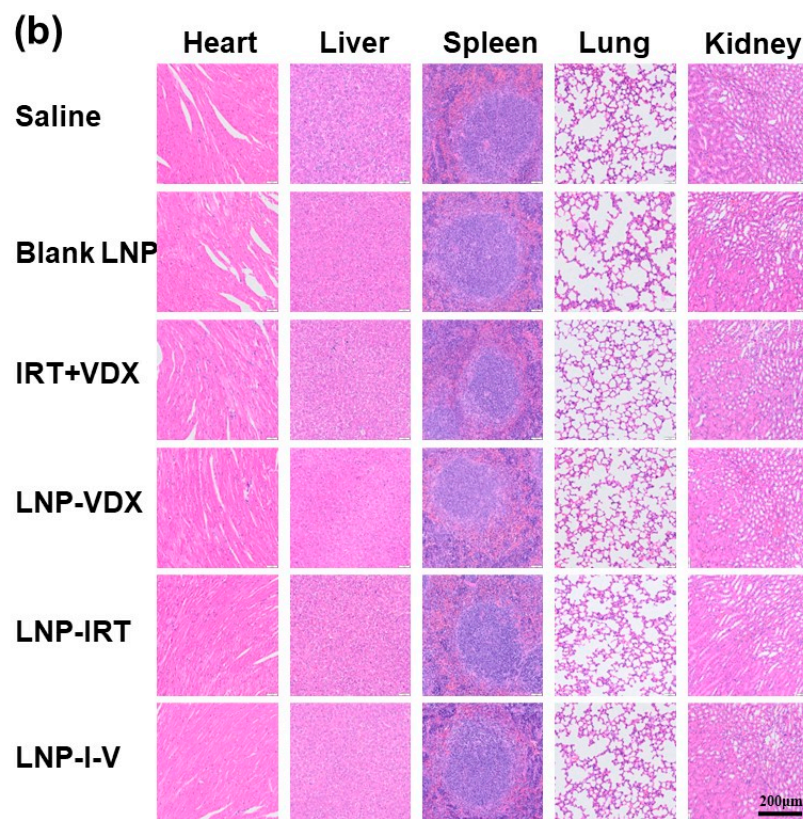 (b)
Heart Liver Spleen Lung Kidney
Saline
Blank LNP
IRT+VDX
LNP-VDX
LNP-IRT
LNP-I-V
200μm